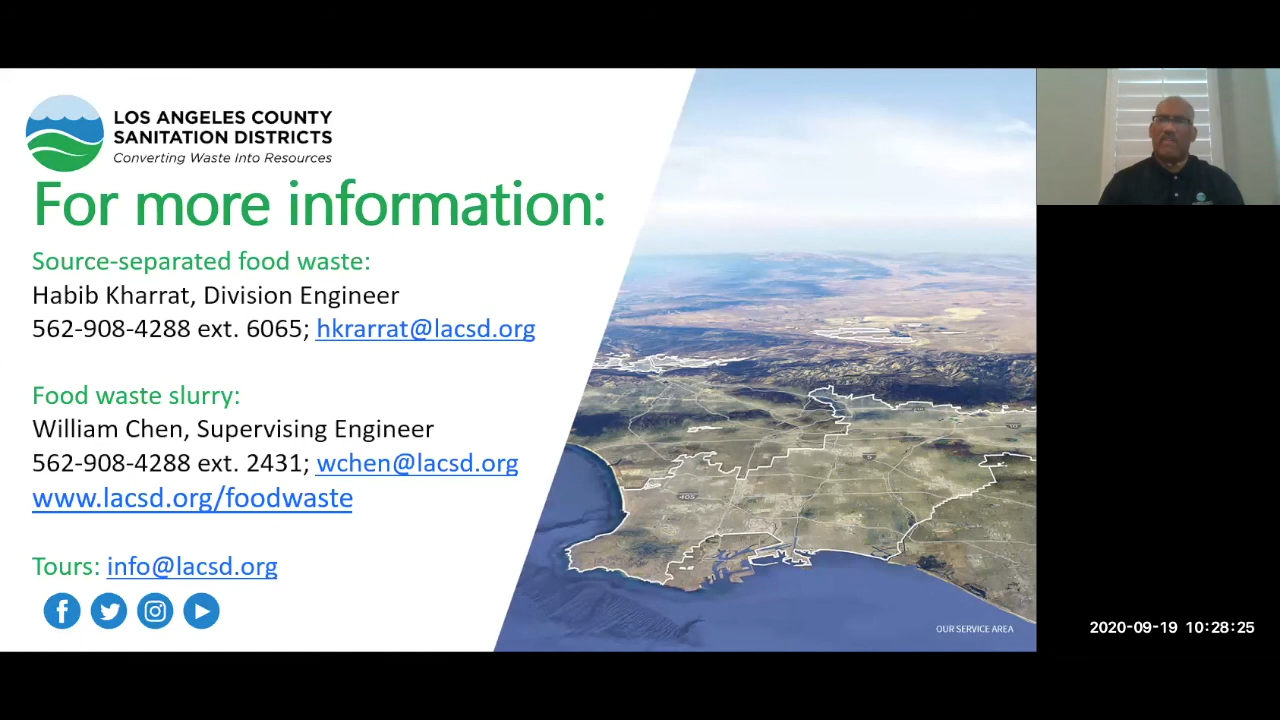 LOS ANGELES COUNTY
SANITATION DISTRICTS
Converting Waste Into Resources
For more information:
Source-separated food waste:
Habib Kharrat, Division Engineer
562-908-4288 ext. 6065; hkrarrat@lacsd.org
Food waste slurry:
William Chen, Supervising Engineer
562-908-4288 ext. 2431; wchen@lacsd.org
www.lacsd.org/foodwaste
Tours: info@lacsd.org
405
5
OUR SERVICE AREA
2020-09-19 10:28:25